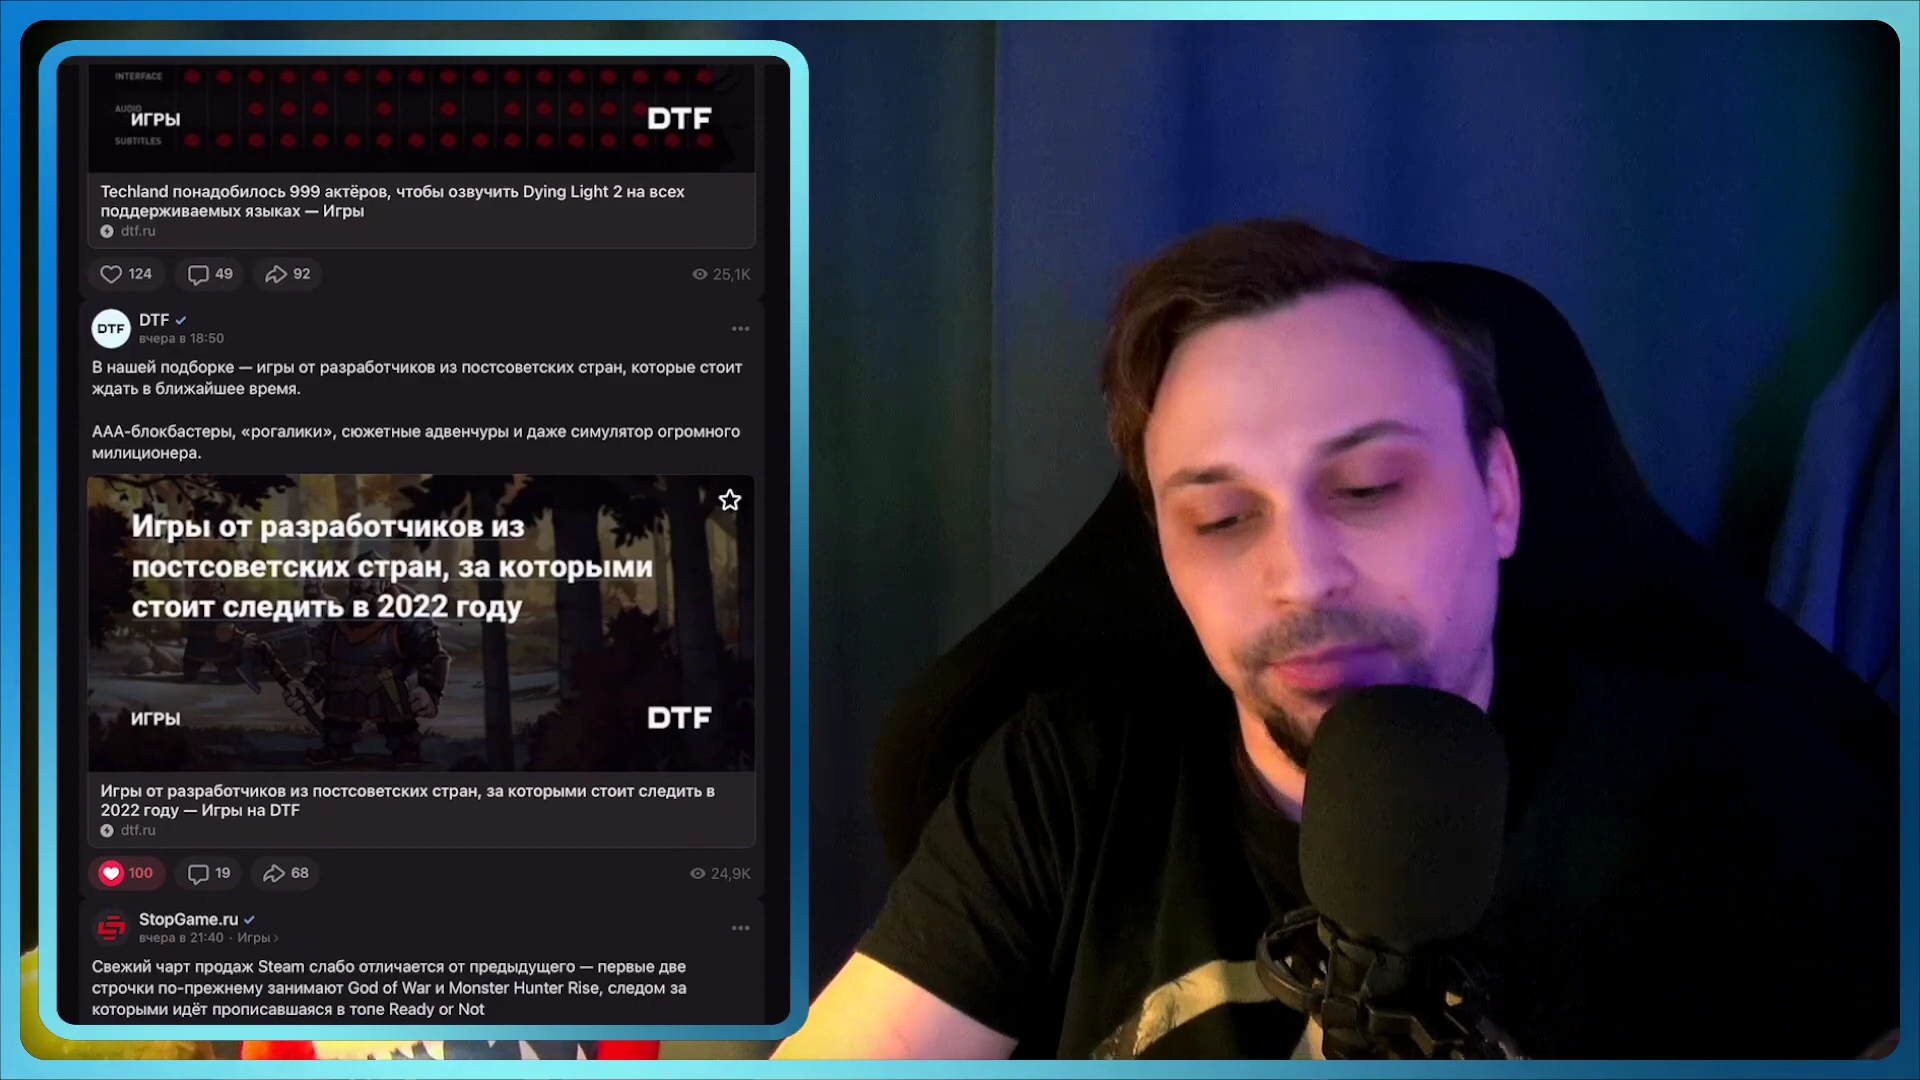 INTERFACE
AUDIO
ИГРЫ
DTF
SUBTITLES
Techland понадобилось 999 актёров, чтобы озвучить Dying Light 2 на всех
поддерживаемых языках — Игры
dtf.ru
124
49
92
25,1K
DTF
DTF
вчера в 18:50
В нашей подборке — игры от разработчиков из постсоветских стран, которые стоит
ждать в ближайшее время.
ААА-блокбастеры, «рогалики», сюжетные адвенчуры и даже симулятор огромного
милиционера.
Игры от разработчиков из
постсоветских стран, за которыми
стоит следить в 2022 году
ИГРЫ
DTF
Игры от разработчиков из постсоветских стран, за которыми стоит следить в
2022 году — Игры на DTF
dtf.ru
100
19
68
24,9K
StopGame.ru
вчера в 21:40 · Игры
Свежий чарт продаж Steam слабо отличается от предыдущего — первые две
строчки по-прежнему занимают God of War и Monster Hunter Rise, следом за
которыми идёт прописавшаяся в топе Ready or Not